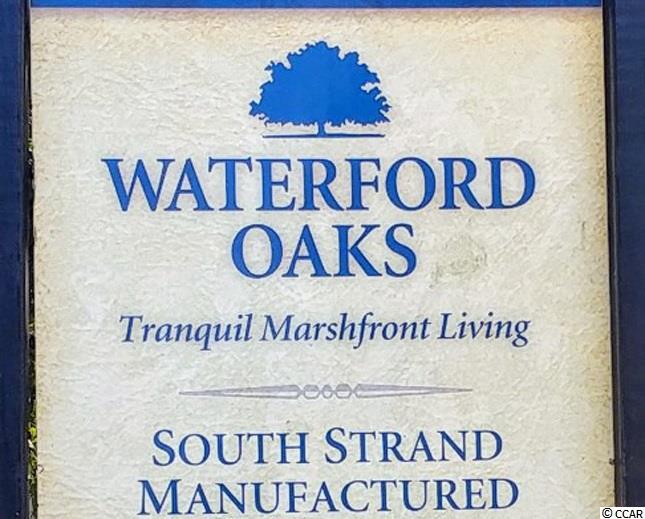 WATERFORD
OAKS
Tranquil Marshfront Living
SOUTH STRAND
MANUFACTURED
© CCAR